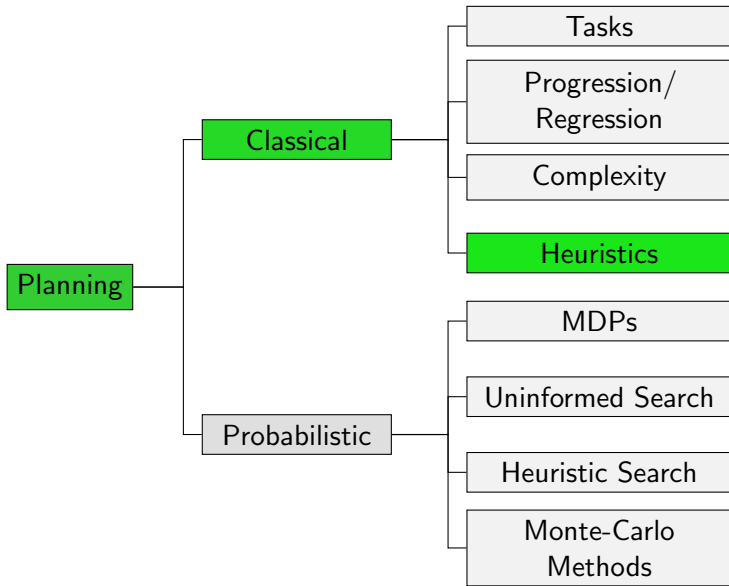 Planning
Classical
Tasks
Progression/
Regression
Complexity
Heuristics
Probabilistic
MDPs
Uninformed Search
Heuristic Search
Monte-Carlo
Methods